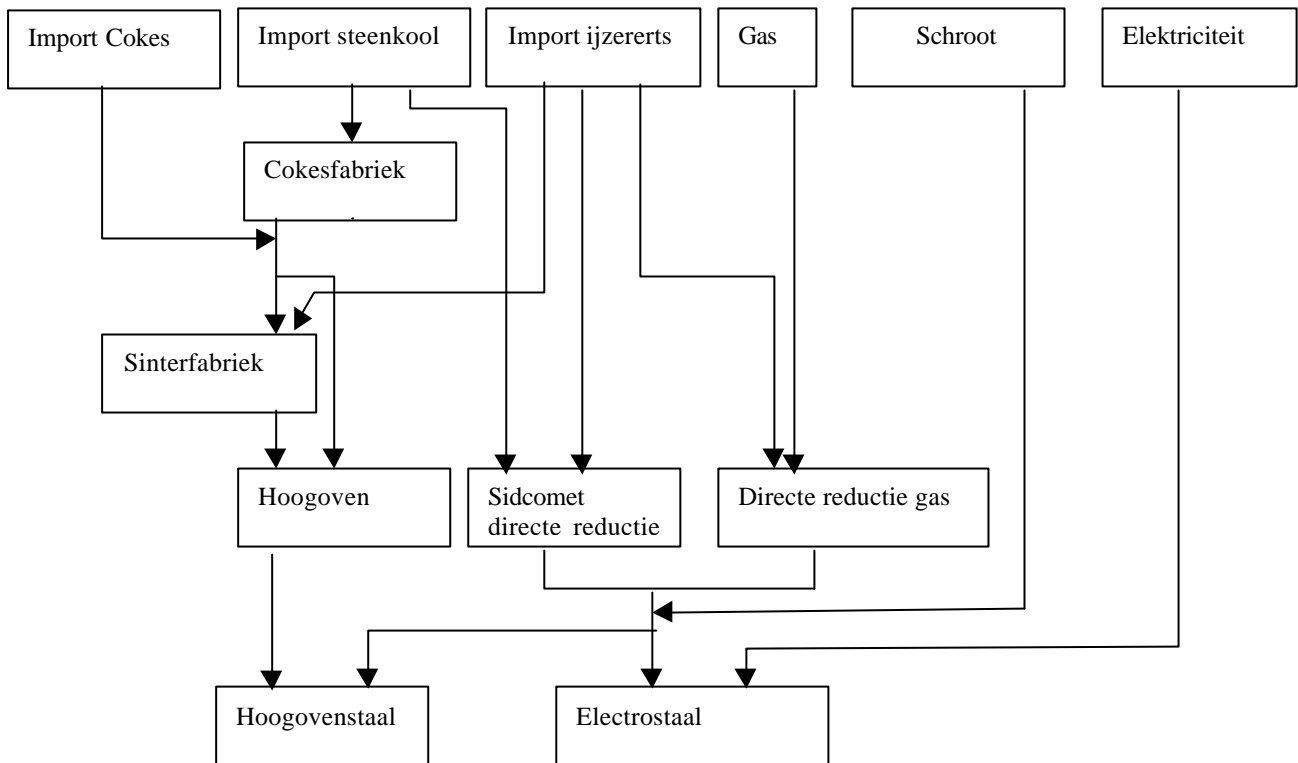 Import Cokes
Import steenkool
Import ijzererts
Gas
Schroot
Elektriciteit
Cokesfabriek
Sinterfabriek
Hoogoven
Sidcomet
directe reductie
Directe reductie gas
Hoogovenstaal
Electrostaal